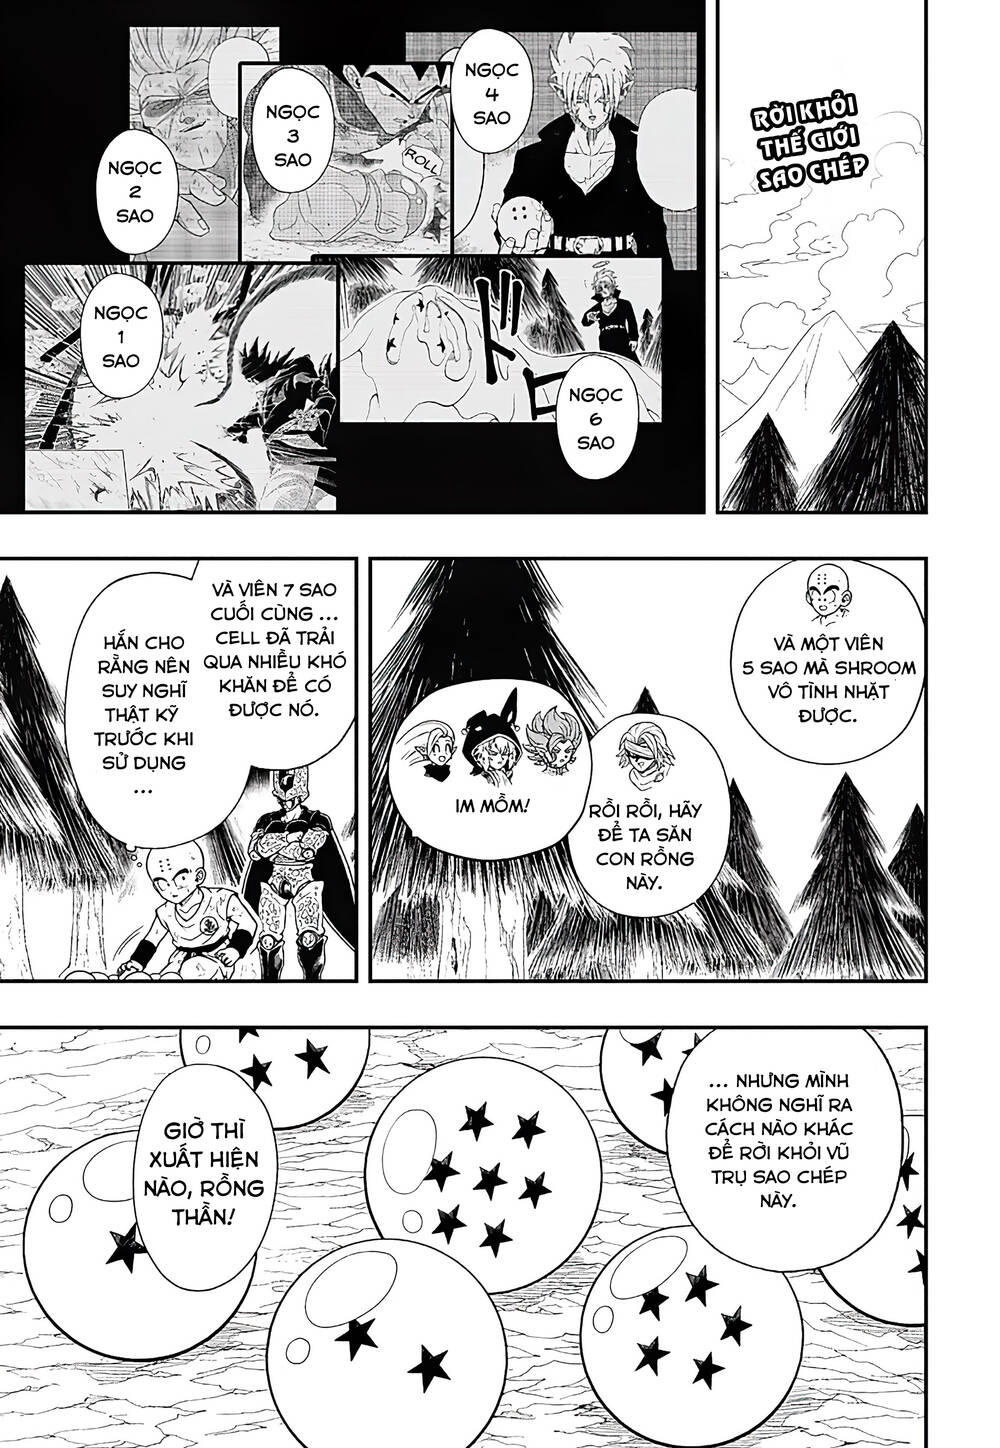 RỜI KHỎI
THẾ GIỚI
SAO CHÉP
NGỌC
4
SAO
NGỌC
3
SAO
ROLL
NGỌC
2
SAO
NGỌC
6
SAO
NGỌC
1
SAO
VÀ MỘT VIÊN
5 SAO MÀ SHROOM
VÔ TÌNH NHẶT
ĐƯỢC.
RỒI RỒI, HÃY
ĐỂ TA SĂN
CON RỒNG
NÀY.
IM MỒM!
VÀ VIÊN 7 SAO
CUỐI CÙNG ...
CELL ĐÃ TRẢI
QUA NHIỀU KHÓ
KHĂN ĐỂ CÓ
ĐƯỢC NÓ.
HẮN CHO
RẰNG NÊN
SUY NGHĨ
THẬT KỸ
TRƯỚC KHI
SỬ DỤNG
...
... NHƯNG MÌNH
KHÔNG NGHĨ RA
CÁCH NÀO KHÁC
ĐỂ RỜI KHỎI VŨ
TRỤ SAO CHÉP
NÀY.
GIỜ THÌ
XUẤT HIỆN
NÀO, RỒNG
THẦN!